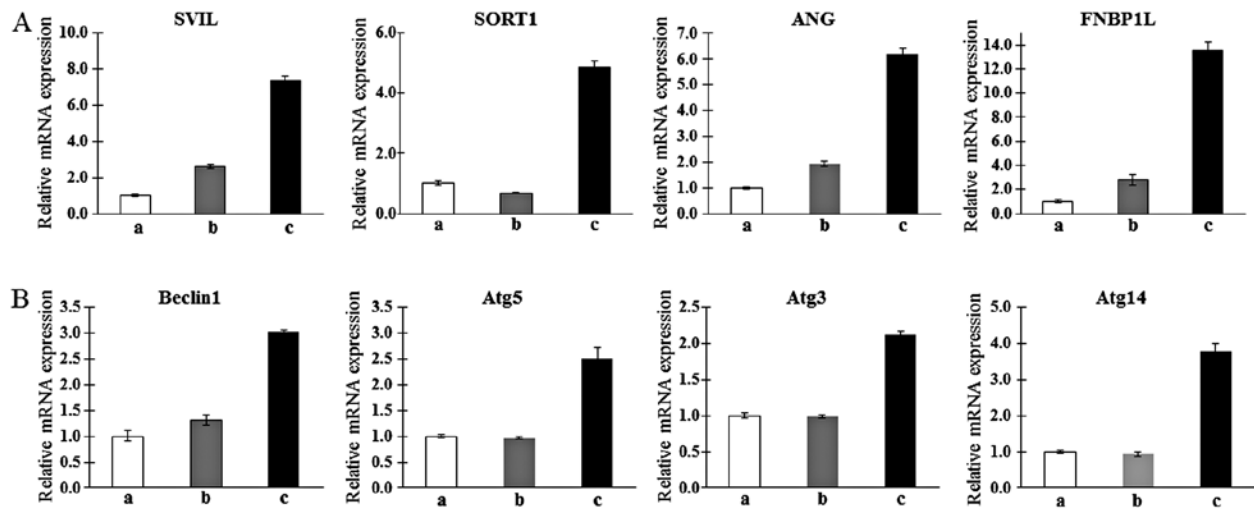 A
SVIL
Relative mRNA expression
10.0
8.0
6.0
4.0
2.0
0.0
a b c
SORT1
Relative mRNA expression
6.0
4.0
2.0
0.0
a b c
ANG
Relative mRNA expression
7.0
6.0
5.0
4.0
3.0
2.0
1.0
0.0
a b c
FNBP1L
Relative mRNA expression
14.0
12.0
10.0
8.0
6.0
4.0
2.0
0.0
a b c
B
Beclin1
Relative mRNA expression
3.5
3.0
2.5
2.0
1.5
1.0
0.5
0.0
a b c
Atg5
Relative mRNA expression
3.5
3.0
2.5
2.0
1.5
1.0
0.5
0.0
a b c
Atg3
Relative mRNA expression
2.5
2.0
1.5
1.0
0.5
0.0
a b c
Atg14
Relative mRNA expression
5.0
4.0
3.0
2.0
1.0
0.0
a b c